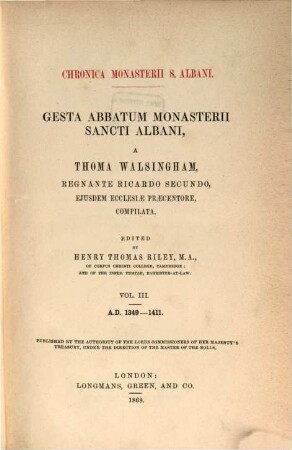 CHRONICA MONASTERII S. ALBANI.
GESTA ABBATUM MONASTERII
SANCTI ALBANI,
A
THOMA WALSINGHAM,
REGNANTE RICARDO SECUNDO,
EJUSDEM ECCLESIÆ PRÆCENTORE,
COMPILATA.
EDITED
BY
HENRY THOMAS RILEY, M.A.,
OF CORPUS CHRISTI COLLEGE, CAMBRIDGE;
AND OF THE INNER TEMPLE, BARRISTER-AT-LAW.
VOL. III.
A.D. 1349—1411.
PUBLISHED BY THE AUTHORITY OF THE LORDS COMMISSIONERS OF HER MAJESTY'S
TREASURY, UNDER THE DIRECTION OF THE MASTER OF THE ROLLS.
LONDON:
LONGMANS, GREEN, AND CO.
1869.